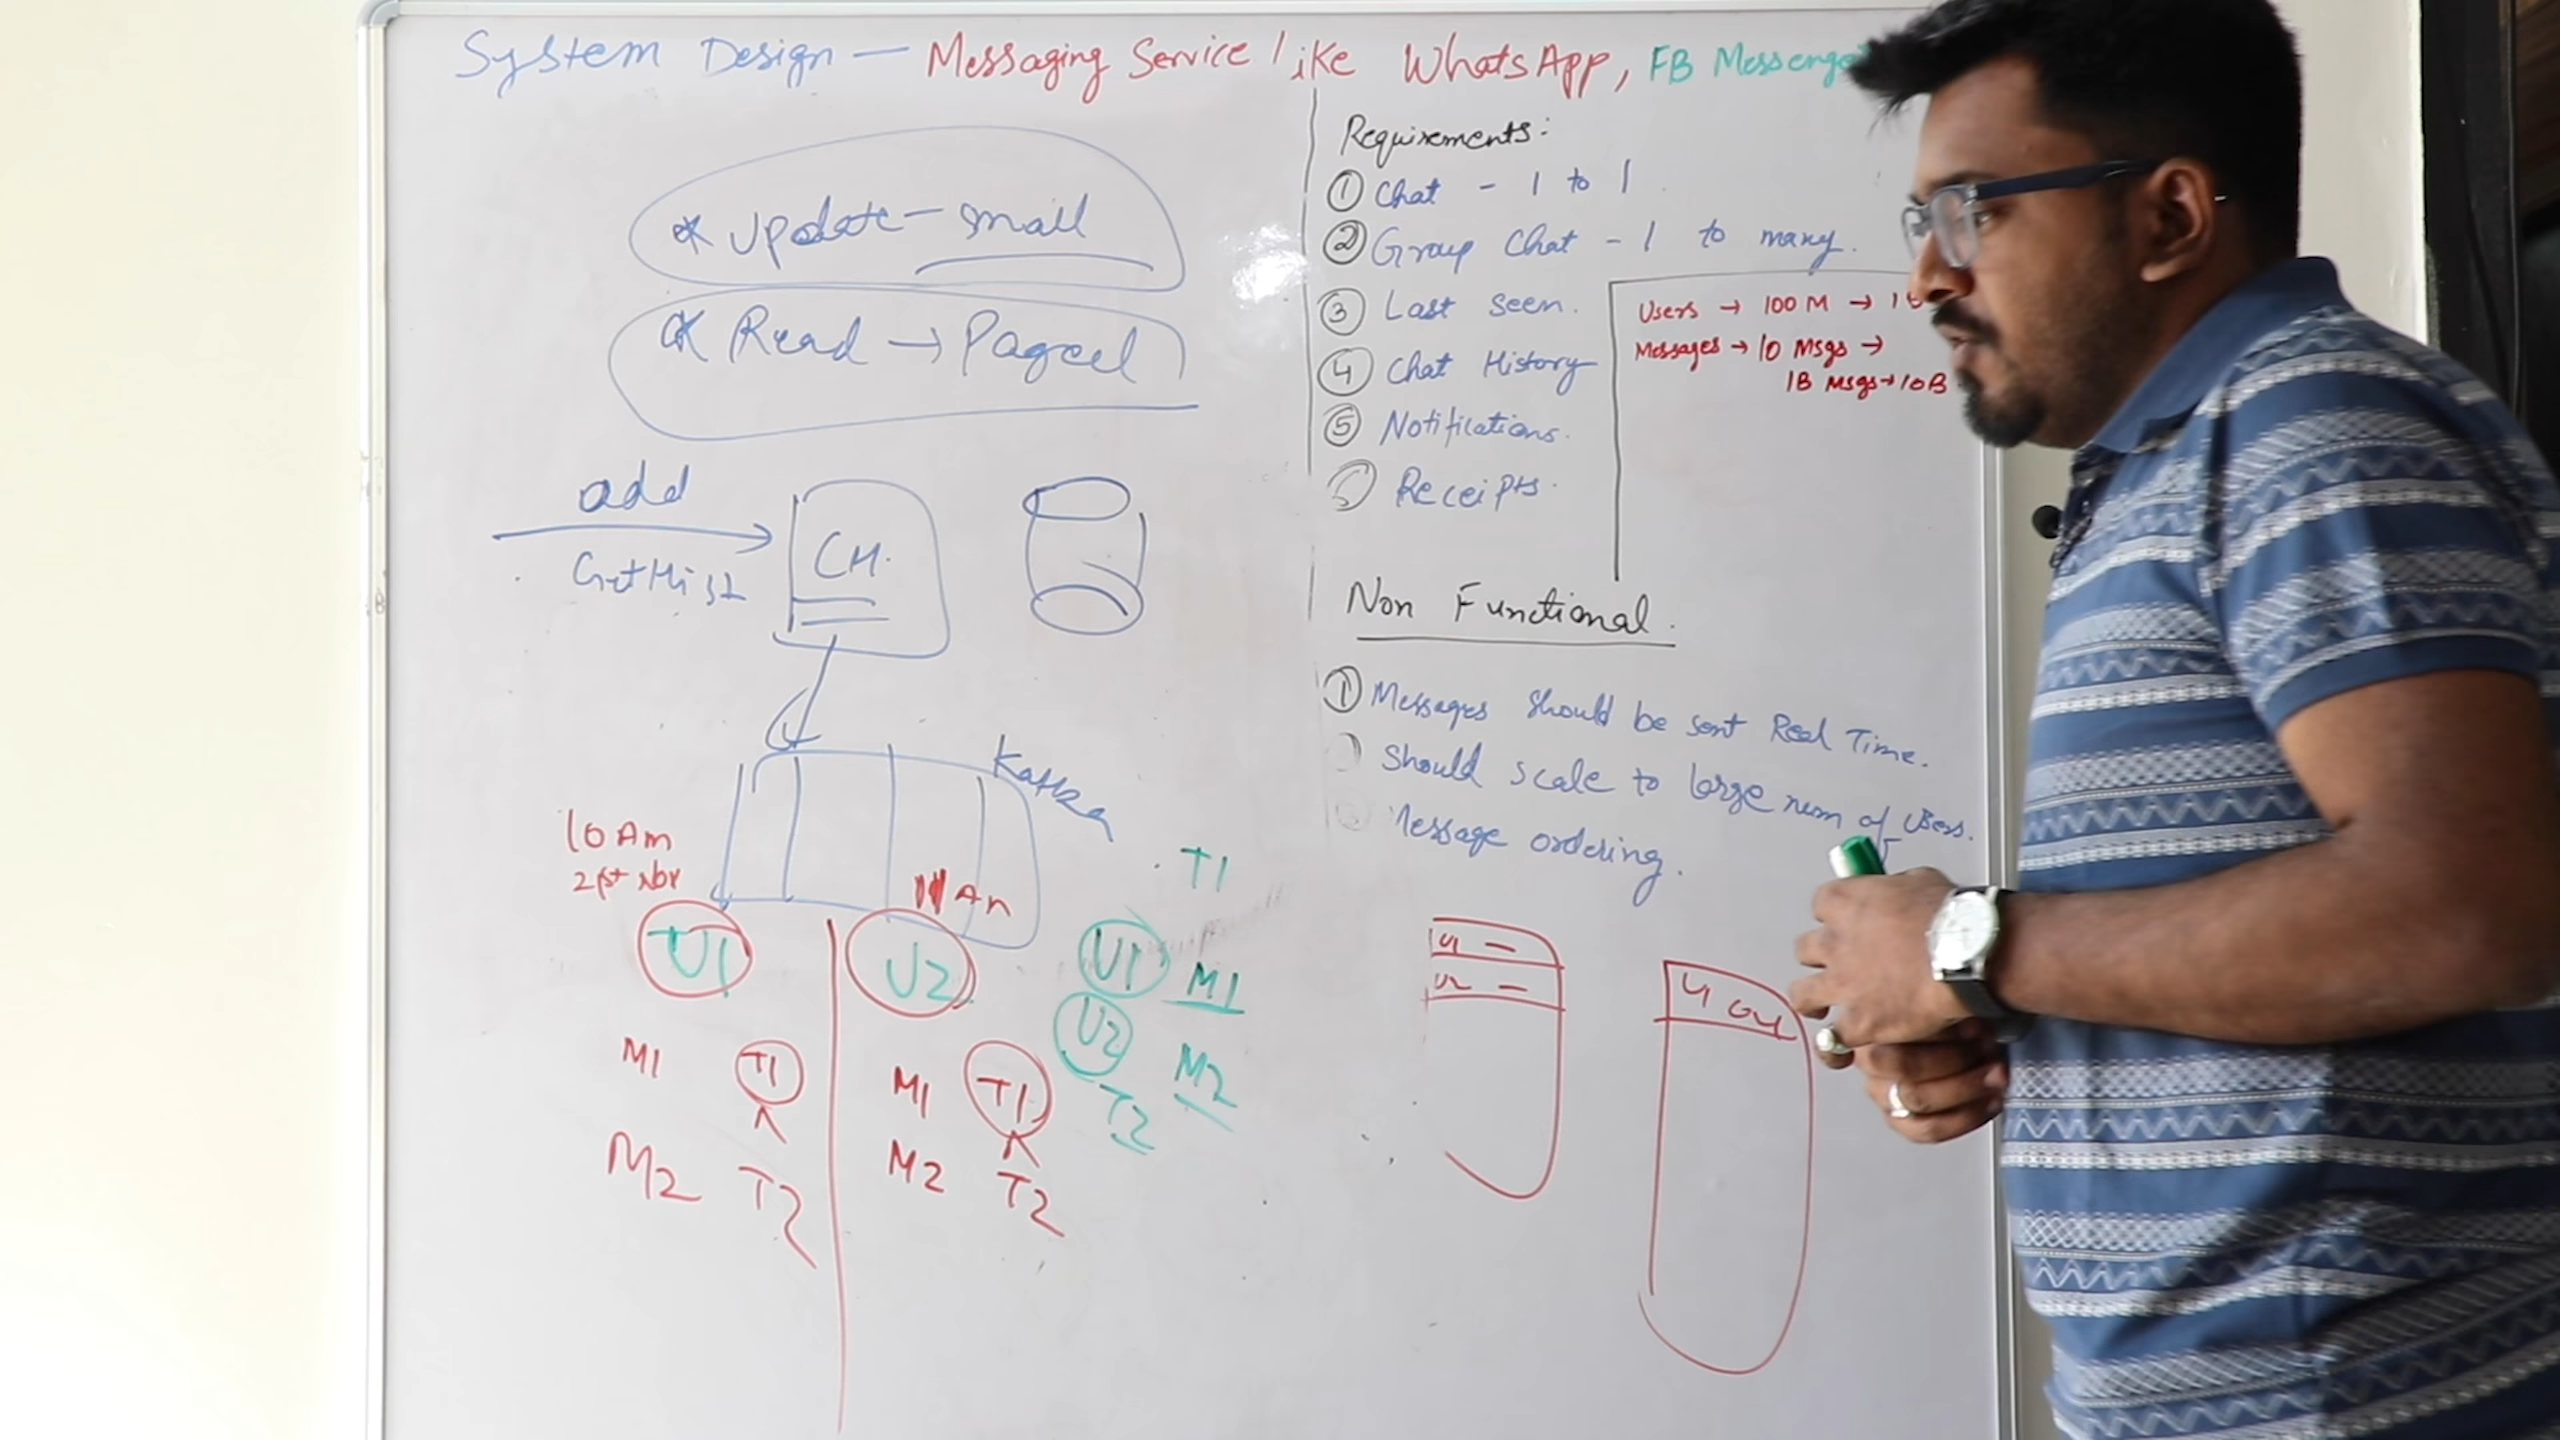 System Design — Messaging Service like WhatsApp, FB Messenge
* Update — small
* Read → Paged
add
GetHist
CH.
Kafka
10 Am
11 Am
U1
U2
M1 T1
M2 T2
M1 T1
M2 T2
T1
U1 M1
U2 M2
T2
Requirements:
① Chat - 1 to 1
② Group Chat - 1 to many.
③ Last seen.
④ Chat History
⑤ Notifications.
Receipts.
Users → 100 M → 1
Messages → 10 Msgs →
1B Msgs → 10B
Non Functional.
① Messages should be sent Real Time.
Should scale to large num of Users.
Message ordering.
U1 —
U2 —